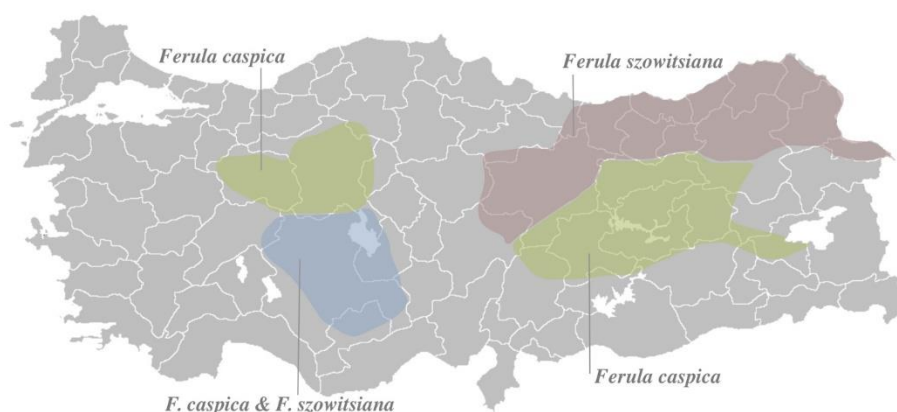 Ferula caspica
Ferula szowitsiana
Ferula caspica
F. caspica & F. szowitsiana